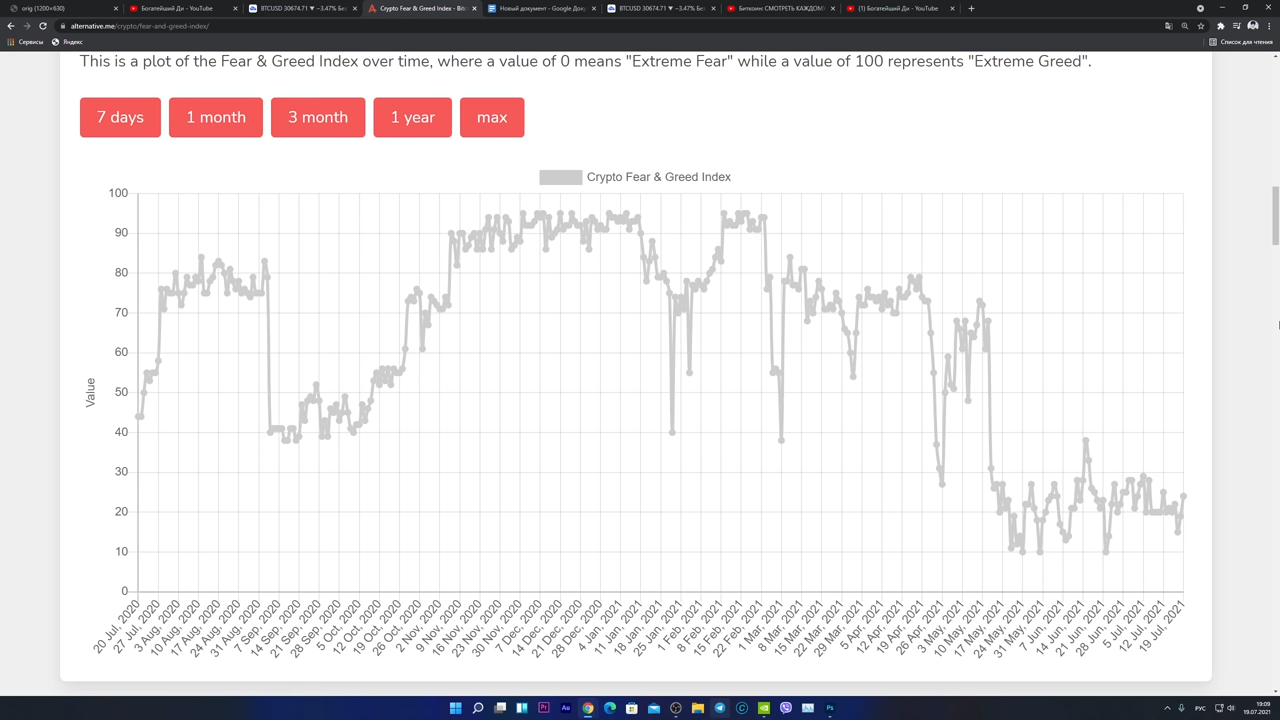 orig (1200×630)
Богатейший Ди - YouTube
BTCUSD 30674.71 ▼ −3.47% Без
Crypto Fear & Greed Index - Bit
Новый документ - Google Док
BTCUSD 30674.71 ▼ −3.47% Без
Биткоин: СМОТРЕТЬ КАЖДОМУ
(1) Богатейший Ди - YouTube
alternative.me/crypto/fear-and-greed-index/
Сервисы
Яндекс
Список для чтения
This is a plot of the Fear & Greed Index over time, where a value of 0 means "Extreme Fear" while a value of 100 represents "Extreme Greed".
7 days
1 month
3 month
1 year
max
Crypto Fear & Greed Index
100
90
80
70
60
50
40
30
20
10
0
Value
20 Jul, 2020
27 Jul, 2020
3 Aug, 2020
10 Aug, 2020
17 Aug, 2020
24 Aug, 2020
31 Aug, 2020
7 Sep, 2020
14 Sep, 2020
21 Sep, 2020
28 Sep, 2020
5 Oct, 2020
12 Oct, 2020
19 Oct, 2020
26 Oct, 2020
2 Nov, 2020
9 Nov, 2020
16 Nov, 2020
23 Nov, 2020
30 Nov, 2020
7 Dec, 2020
14 Dec, 2020
21 Dec, 2020
28 Dec, 2020
4 Jan, 2021
11 Jan, 2021
18 Jan, 2021
25 Jan, 2021
1 Feb, 2021
8 Feb, 2021
15 Feb, 2021
22 Feb, 2021
1 Mar, 2021
8 Mar, 2021
15 Mar, 2021
22 Mar, 2021
29 Mar, 2021
5 Apr, 2021
12 Apr, 2021
19 Apr, 2021
26 Apr, 2021
3 May, 2021
10 May, 2021
17 May, 2021
24 May, 2021
31 May, 2021
7 Jun, 2021
14 Jun, 2021
21 Jun, 2021
28 Jun, 2021
5 Jul, 2021
12 Jul, 2021
19 Jul, 2021
РУС
19:09
19.07.2021